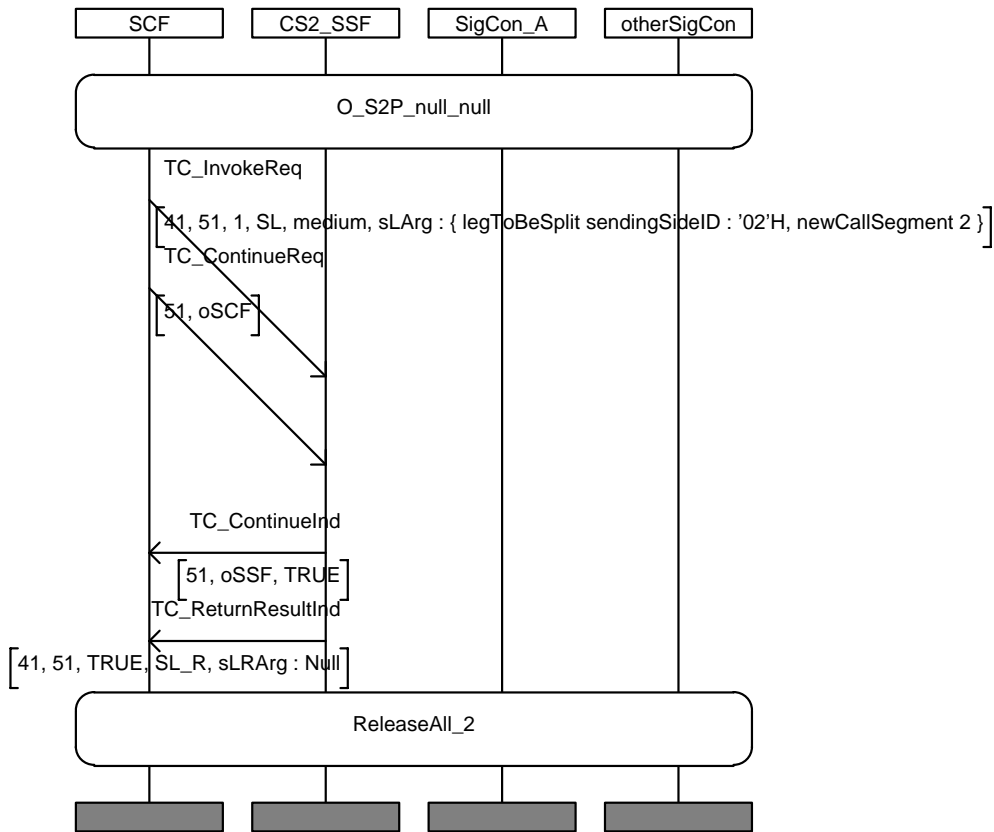 SCF CS2_SSF SigCon_A otherSigCon
O_S2P_null_null
TC_InvokeReq
[41, 51, 1, SL, medium, sLArg : { legToBeSplit sendingSideID : ’02’H, newCallSegment 2 }]
TC_ContinueReq
[51, oSCF]
TC_ContinueInd
[51, oSSF, TRUE]
TC_ReturnResultInd
[41, 51, TRUE, SL_R, sLRArg : Null]
ReleaseAll_2